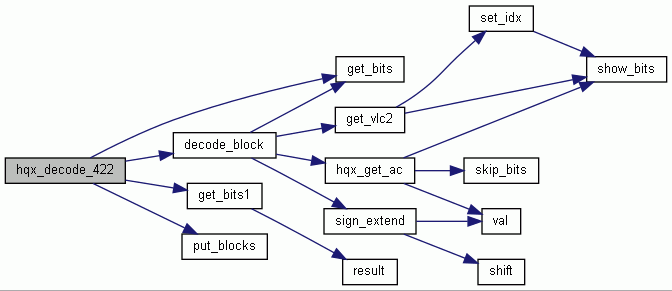 set_idx
get_bits
show_bits
get_vlc2
decode_block
hqx_decode_422
hqx_get_ac
skip_bits
get_bits1
sign_extend
val
put_blocks
result
shift